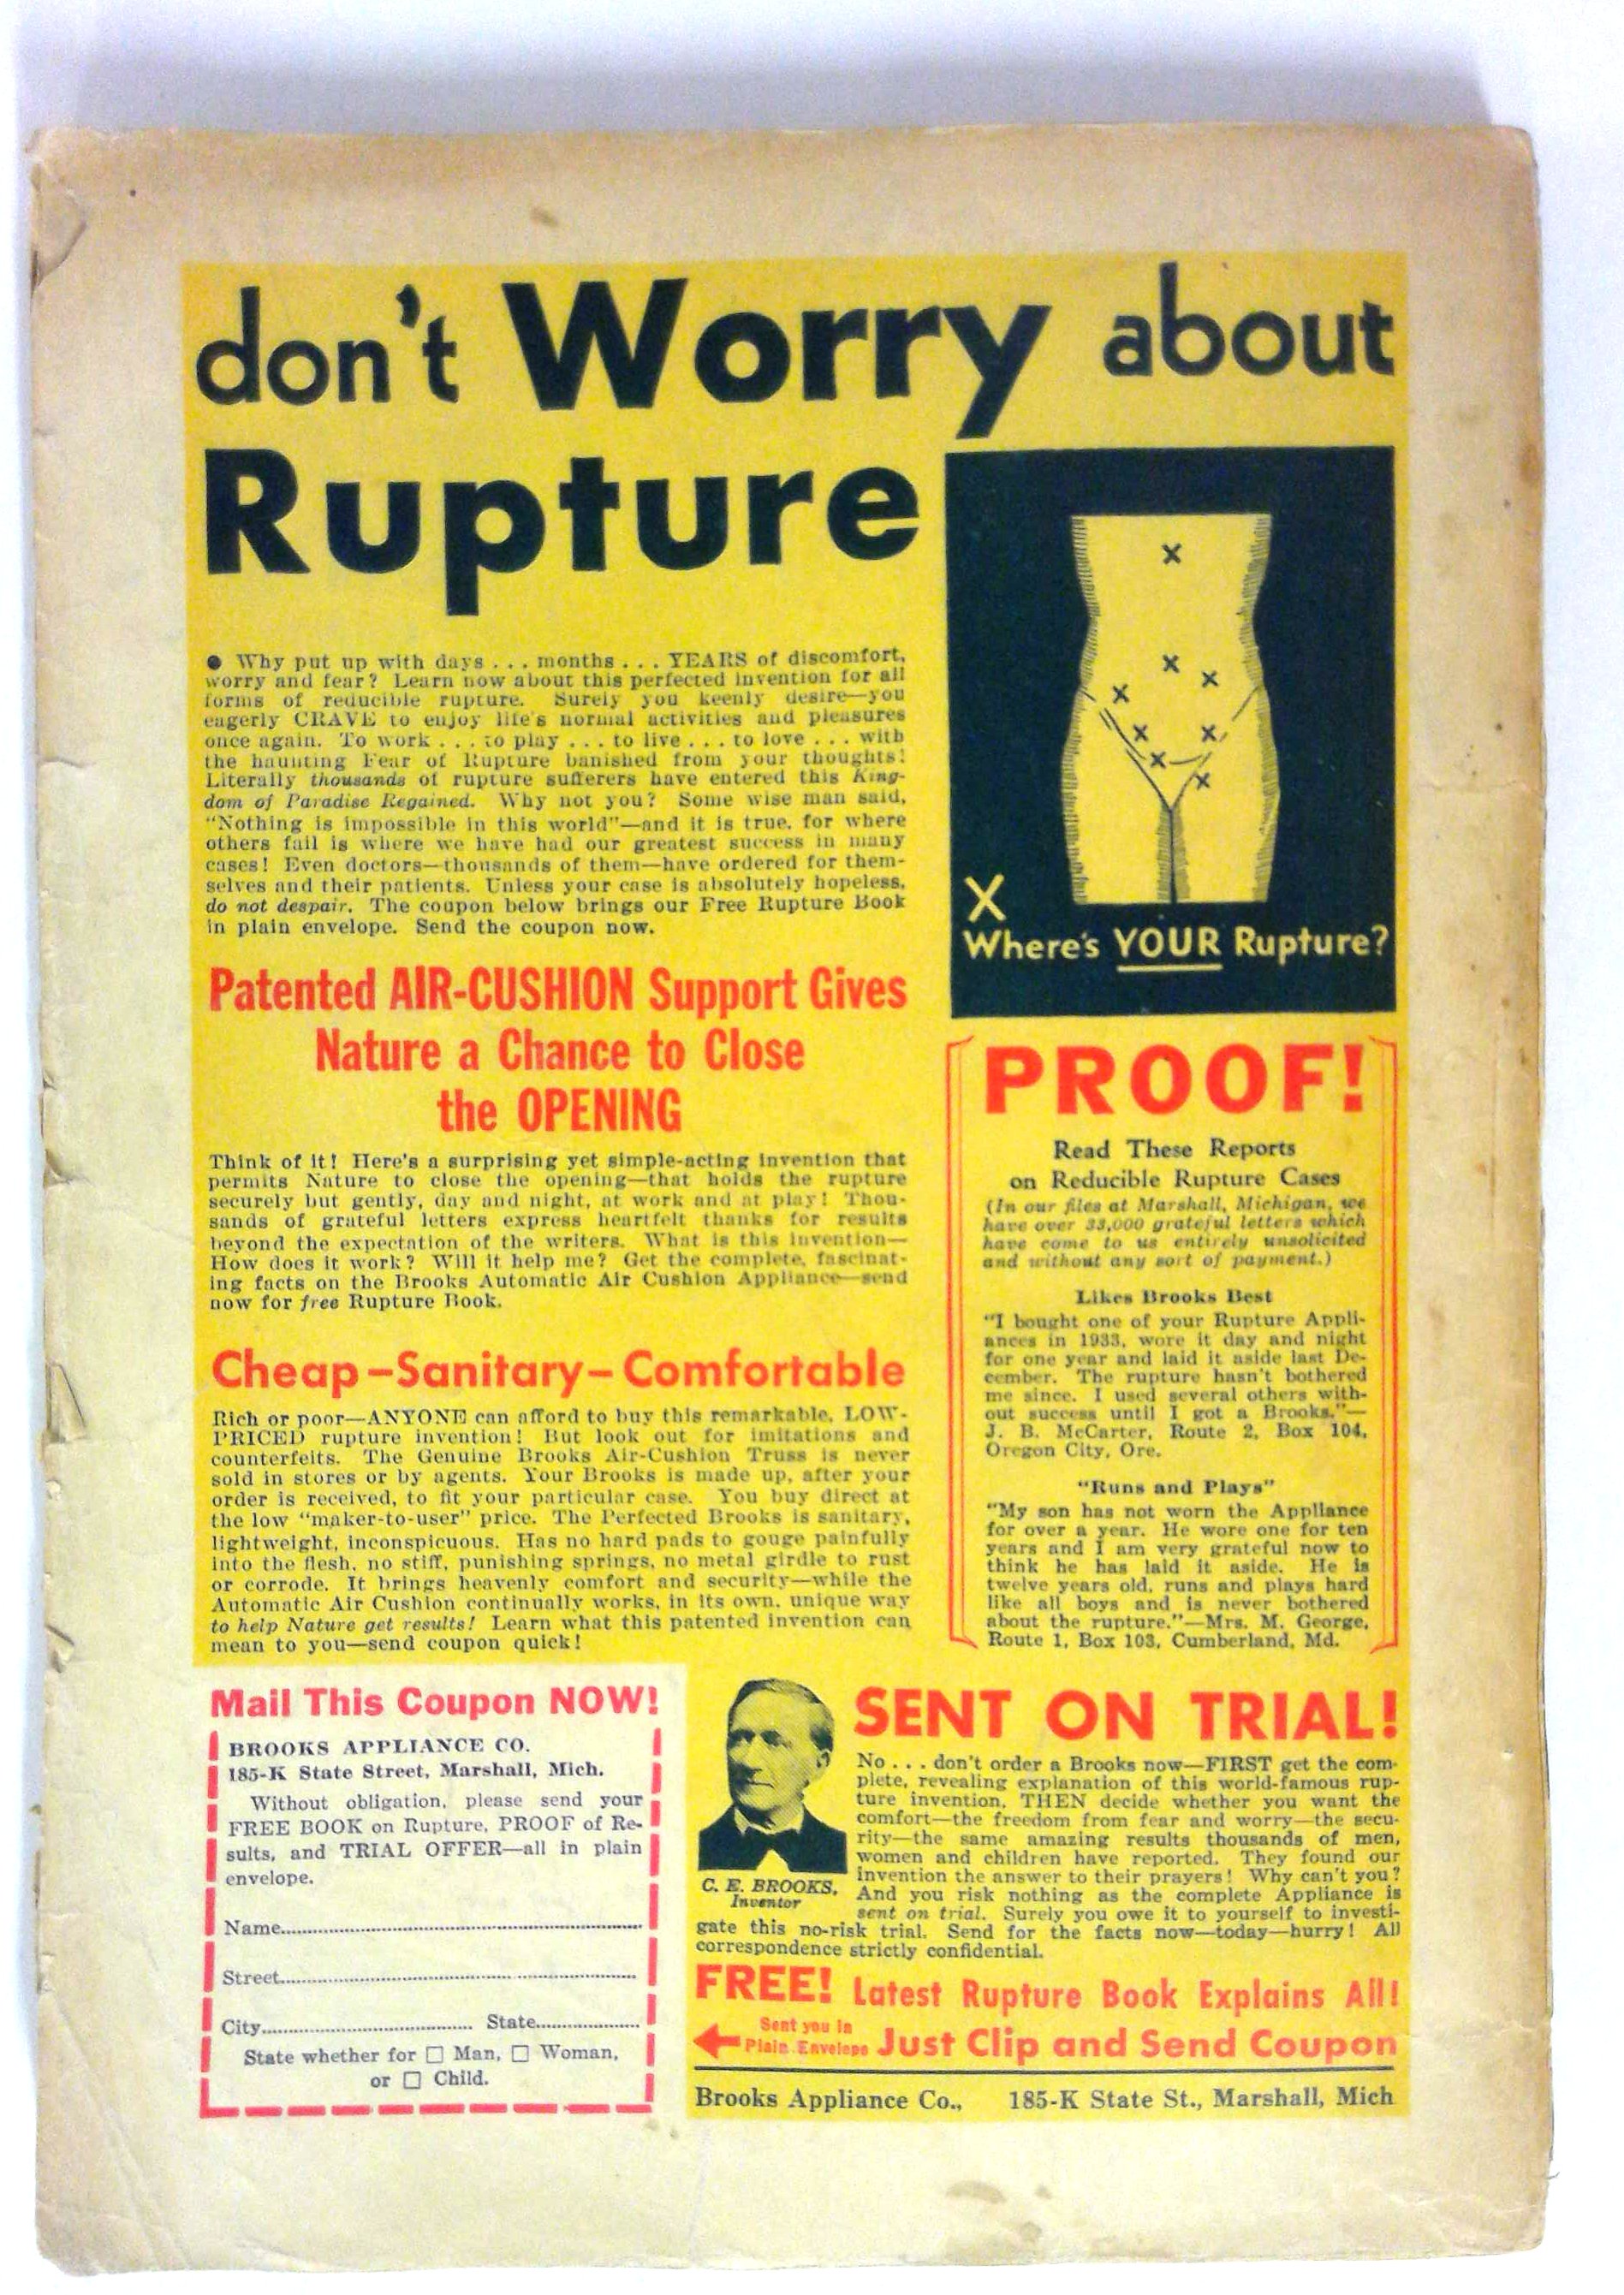 don't Worry about
Rupture
● Why put up with days . . . months . . . YEARS of discomfort,
worry and fear? Learn now about this perfected invention for all
forms of reducible rupture. Surely you keenly desire—you
eagerly CRAVE to enjoy life's normal activities and pleasures
once again. To work . . . to play . . . to live . . . to love . . . with
the haunting Fear of Rupture banished from your thoughts!
Literally thousands of rupture sufferers have entered this King-
dom of Paradise Regained. Why not you? Some wise man said,
"Nothing is impossible in this world"—and it is true, for where
others fail is where we have had our greatest success in many
cases! Even doctors—thousands of them—have ordered for them-
selves and their patients. Unless your case is absolutely hopeless,
do not despair. The coupon below brings our Free Rupture Book
in plain envelope. Send the coupon now.
X
Where's YOUR Rupture?
Patented AIR-CUSHION Support Gives
Nature a Chance to Close
the OPENING
Think of it! Here's a surprising yet simple-acting invention that
permits Nature to close the opening—that holds the rupture
securely but gently, day and night, at work and at play! Thou-
sands of grateful letters express heartfelt thanks for results
beyond the expectation of the writers. What is this invention—
How does it work? Will it help me? Get the complete, fascinat-
ing facts on the Brooks Automatic Air Cushion Appliance—send
now for free Rupture Book.
Cheap–Sanitary–Comfortable
Rich or poor—ANYONE can afford to buy this remarkable, LOW-
PRICED rupture invention! But look out for imitations and
counterfeits. The Genuine Brooks Air-Cushion Truss is never
sold in stores or by agents. Your Brooks is made up, after your
order is received, to fit your particular case. You buy direct at
the low "maker-to-user" price. The Perfected Brooks is sanitary,
lightweight, inconspicuous. Has no hard pads to gouge painfully
into the flesh, no stiff, punishing springs, no metal girdle to rust
or corrode. It brings heavenly comfort and security—while the
Automatic Air Cushion continually works, in its own, unique way
to help Nature get results! Learn what this patented invention can
mean to you—send coupon quick!
PROOF!
Read These Reports
on Reducible Rupture Cases
(In our files at Marshall, Michigan, we
have over 33,000 grateful letters which
have come to us entirely unsolicited
and without any sort of payment.)
Likes Brooks Best
"I bought one of your Rupture Appli-
ances in 1933, wore it day and night
for one year and laid it aside last De-
cember. The rupture hasn't bothered
me since. I used several others with-
out success until I got a Brooks."—
J. B. McCarter, Route 2, Box 104,
Oregon City, Ore.
"Runs and Plays"
"My son has not worn the Appliance
for over a year. He wore one for ten
years and I am very grateful now to
think he has laid it aside. He is
twelve years old, runs and plays hard
like all boys and is never bothered
about the rupture."—Mrs. M. George,
Route 1, Box 103, Cumberland, Md.
Mail This Coupon NOW!
BROOKS APPLIANCE CO.
185-K State Street, Marshall, Mich.
Without obligation, please send your
FREE BOOK on Rupture, PROOF of Re-
sults, and TRIAL OFFER—all in plain
envelope.
Name
Street
City State
State whether for □ Man, □ Woman,
or □ Child.
C. E. BROOKS,
Inventor
SENT ON TRIAL!
No . . . don't order a Brooks now—FIRST get the com-
plete, revealing explanation of this world-famous rup-
ture invention, THEN decide whether you want the
comfort—the freedom from fear and worry—the secu-
rity—the same amazing results thousands of men,
women and children have reported. They found our
invention the answer to their prayers! Why can't you?
And you risk nothing as the complete Appliance is
sent on trial. Surely you owe it to yourself to investi-
gate this no-risk trial. Send for the facts now—today—hurry! All
correspondence strictly confidential.
FREE! Latest Rupture Book Explains All!
Sent you in
Plain Envelope
Just Clip and Send Coupon
Brooks Appliance Co., 185-K State St., Marshall, Mich